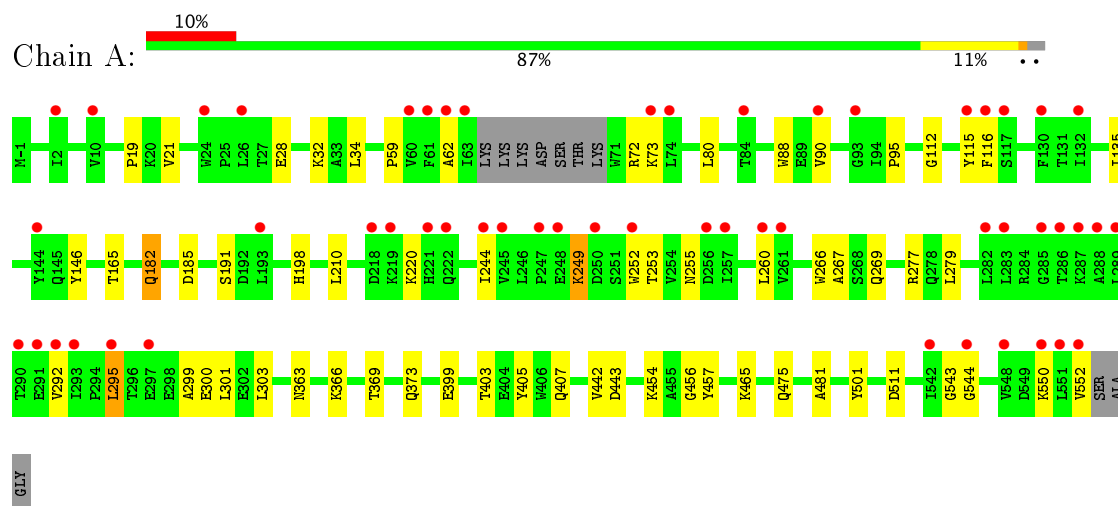 10%
Chain A:
87% 11% • •
M-1 I2 V10 P19 K20 V21 W24 P25 L26 T27 E28 K32 A33 L34 P59 V60 F61 A62 I63 LYS LYS LYS ASP SER THR LYS W71 R72 K73 L74 L80 T84 W88 E89 V90 G93 I94 P95 G112 Y115 F116 S117 F130 T131 I132 I135
Y144 Q145 Y146 T165 Q182 D185 S191 D192 L193 H198 L210 D218 K219 K220 H221 Q222 I244 V245 L246 P247 E248 K249 D250 S251 W252 T253 V254 N255 D256 I257 L260 V261 W266 A267 S268 Q269 R277 Q278 L279 L282 L283 R284 G285 T286 K287 A288 L289
T290 E291 V292 I293 P294 L295 T296 E297 E298 A299 E300 L301 E302 L303 N363 K366 T369 Q373 E399 T403 E404 Y405 W406 Q407 V442 D443 K454 A455 G456 Y457 K465 Q475 A481 Y501 D511 I542 G543 G544 V548 D549 K550 L551 V552 SER ALA
GLY